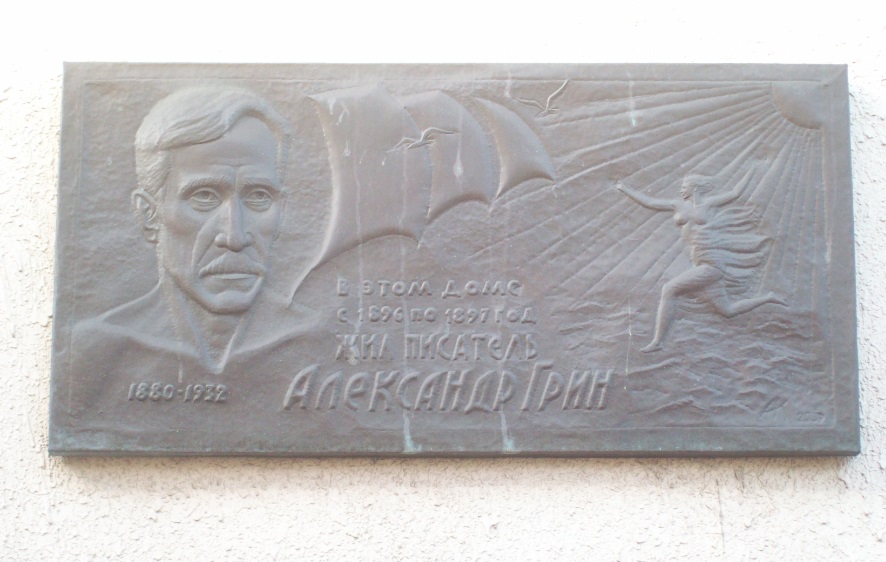 В ЭТОМ ДОМЕ
С 1896 ПО 1897 ГОД
ЖИЛ ПИСАТЕЛЬ
АЛЕКСАНДР ГРИН
1880-1932